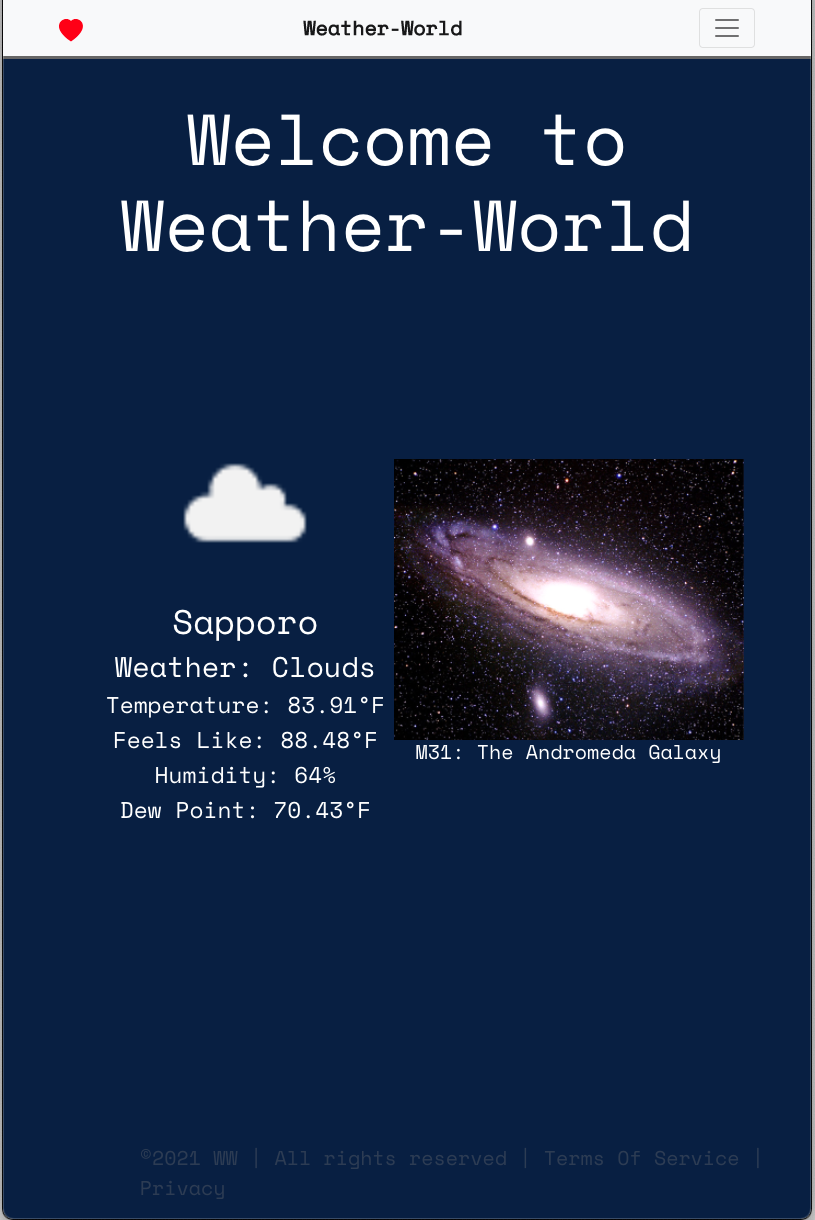 Weather-World
Welcome to
Weather-World
Sapporo
Weather: Clouds
Temperature: 83.91°F
Feels Like: 88.48°F
Humidity: 64%
Dew Point: 70.43°F
M31: The Andromeda Galaxy
©2021 WW | All rights reserved | Terms Of Service |
Privacy